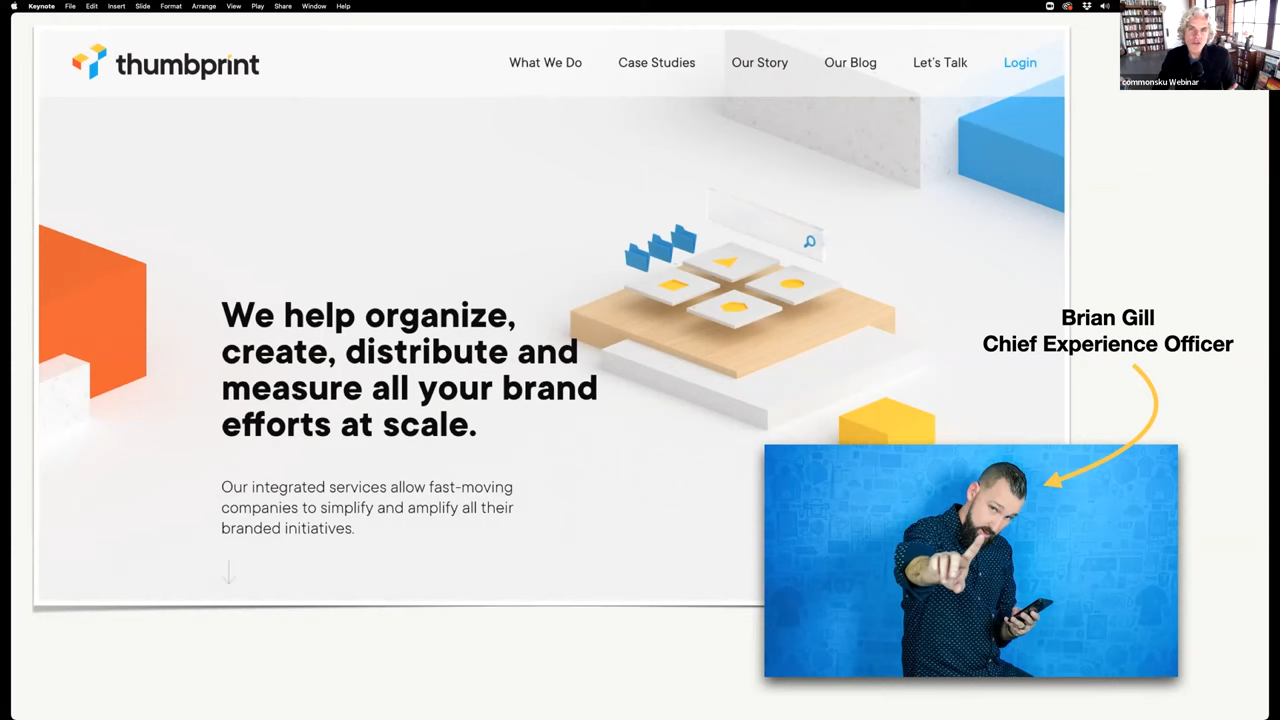 Keynote File Edit Insert Slide Format Arrange View Play Share Window Help
commonsku Webinar
thumbprint
What We Do Case Studies Our Story Our Blog Let's Talk Login
We help organize,
create, distribute and
measure all your brand
efforts at scale.
Our integrated services allow fast-moving
companies to simplify and amplify all their
branded initiatives.
Brian Gill
Chief Experience Officer